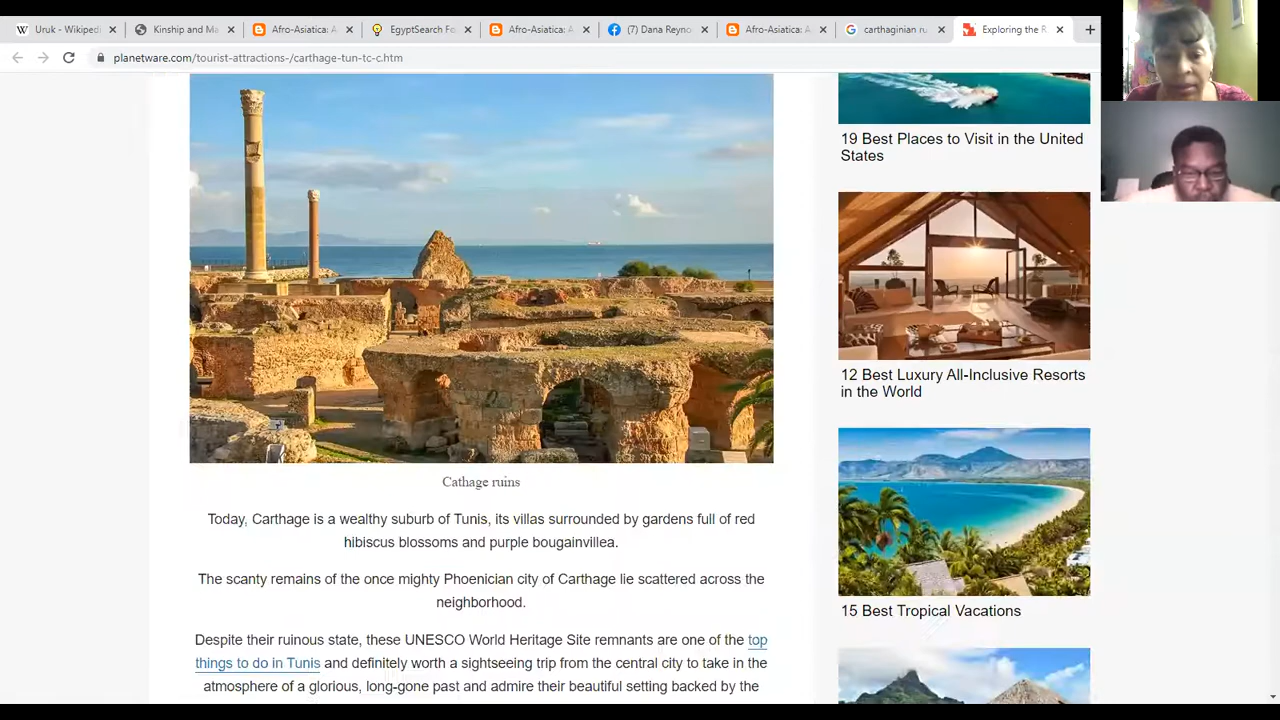 Uruk - Wikiped
Kinship and Ma
Afro-Asiatica: A
EgyptSearch Fo
Afro-Asiatica: A
(7) Dana Reyno
Afro-Asiatica: A
carthaginian ru
Exploring the R
planetware.com/tourist-attractions-/carthage-tun-tc-c.htm
19 Best Places to Visit in the United
States
12 Best Luxury All-Inclusive Resorts
in the World
Cathage ruins
Today, Carthage is a wealthy suburb of Tunis, its villas surrounded by gardens full of red
hibiscus blossoms and purple bougainvillea.
The scanty remains of the once mighty Phoenician city of Carthage lie scattered across the
neighborhood.
Despite their ruinous state, these UNESCO World Heritage Site remnants are one of the top
things to do in Tunis and definitely worth a sightseeing trip from the central city to take in the
atmosphere of a glorious, long-gone past and admire their beautiful setting backed by the
15 Best Tropical Vacations